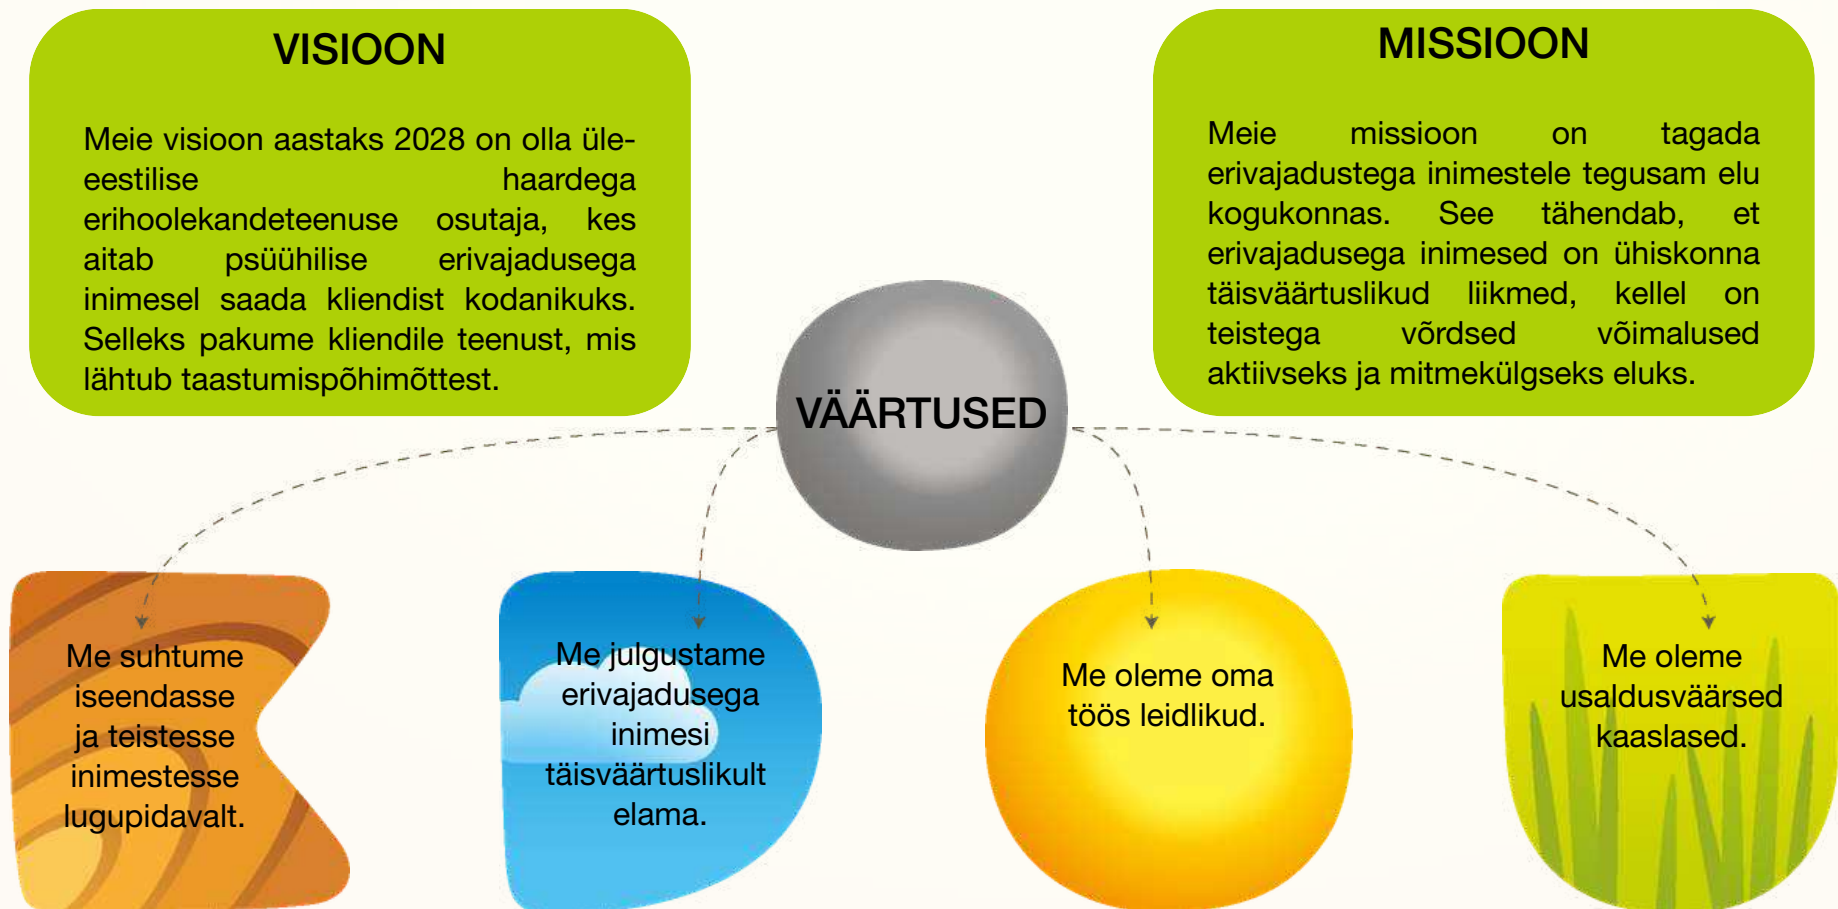 VISIOON
Meie visioon aastaks 2028 on olla üle-
eestilise haardega
erihoolekandeteenuse osutaja, kes
aitab psüühilise erivajadusega
inimesel saada kliendist kodanikuks.
Selleks pakume kliendile teenust, mis
lähtub taastumispõhimõttest.
MISSIOON
Meie missioon on tagada
erivajadustega inimestele tegusam elu
kogukonnas. See tähendab, et
erivajadusega inimesed on ühiskonna
täisväärtuslikud liikmed, kellel on
teistega võrdsed võimalused
aktiivseks ja mitmekülgseks eluks.
VÄÄRTUSED
Me suhtume
iseendasse
ja teistesse
inimestesse
lugupidavalt.
Me julgustame
erivajadusega
inimesi
täisväärtuslikult
elama.
Me oleme oma
töös leidlikud.
Me oleme
usaldusväärsed
kaaslased.